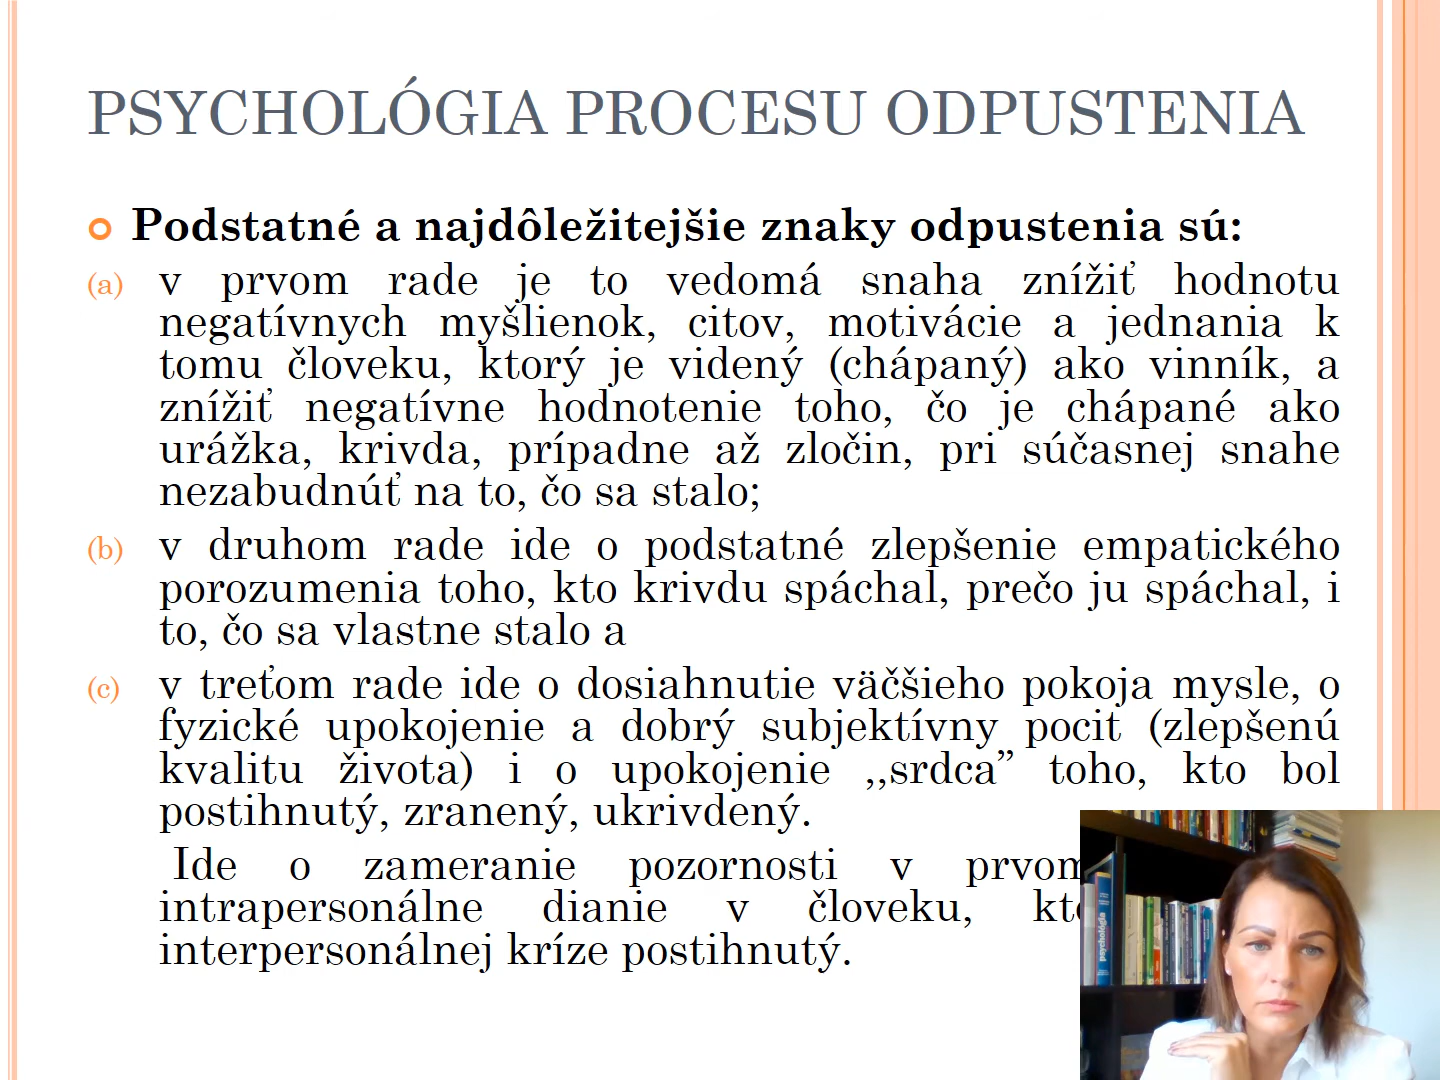 PSYCHOLÓGIA PROCESU ODPUSTENIA
Podstatné a najdôležitejšie znaky odpustenia sú:
(a) v prvom rade je to vedomá snaha znížiť hodnotu
negatívnych myšlienok, citov, motivácie a jednania k
tomu človeku, ktorý je videný (chápaný) ako vinník, a
znížiť negatívne hodnotenie toho, čo je chápané ako
urážka, krivda, prípadne až zločin, pri súčasnej snahe
nezabudnúť na to, čo sa stalo;
(b) v druhom rade ide o podstatné zlepšenie empatického
porozumenia toho, kto krivdu spáchal, prečo ju spáchal, i
to, čo sa vlastne stalo a
(c) v treťom rade ide o dosiahnutie väčšieho pokoja mysle, o
fyzické upokojenie a dobrý subjektívny pocit (zlepšenú
kvalitu života) i o upokojenie ,,srdca” toho, kto bol
postihnutý, zranený, ukrivdený.
Ide o zameranie pozornosti v prvom
intrapersonálne dianie v človeku,
interpersonálnej kríze postihnutý.
psychológia